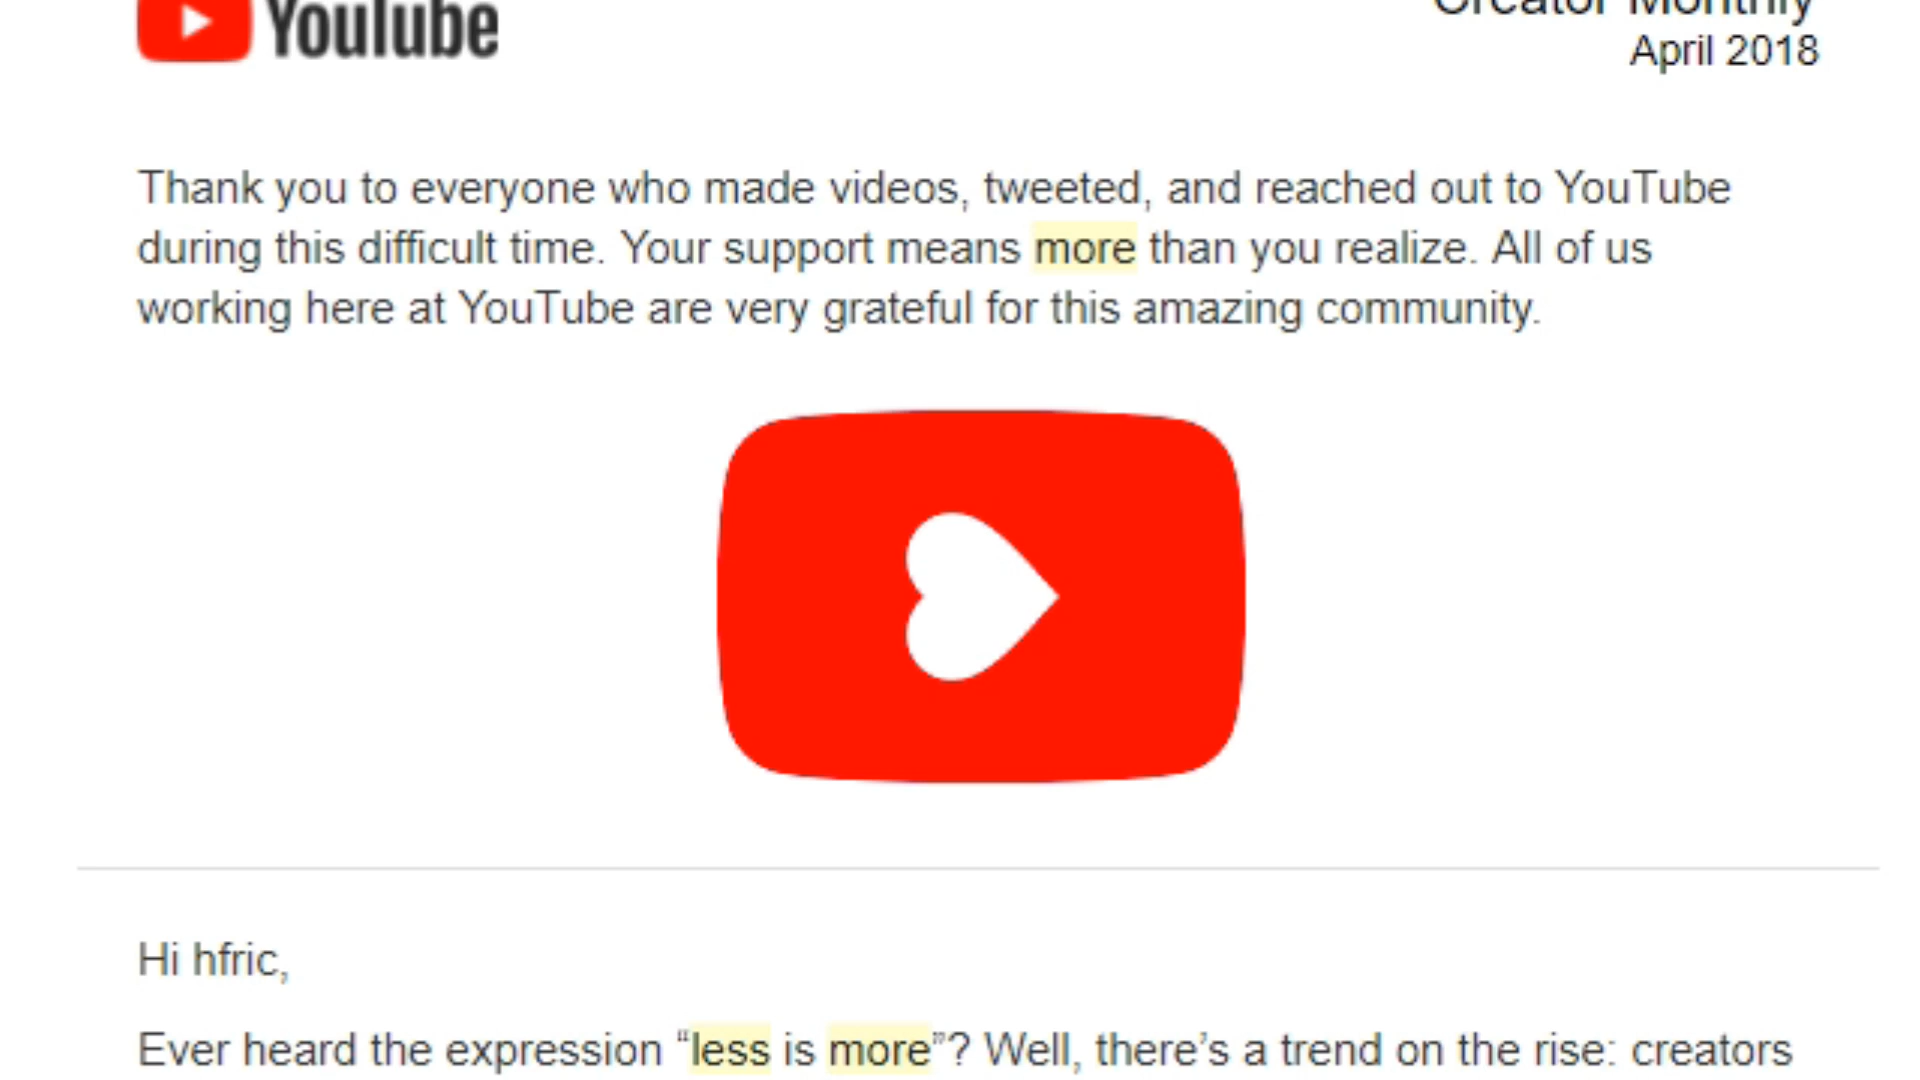 YouTube
Creator Monthly
April 2018
Thank you to everyone who made videos, tweeted, and reached out to YouTube
during this difficult time. Your support means more than you realize. All of us
working here at YouTube are very grateful for this amazing community.
Hi hfric,
Ever heard the expression “less is more”? Well, there’s a trend on the rise: creators